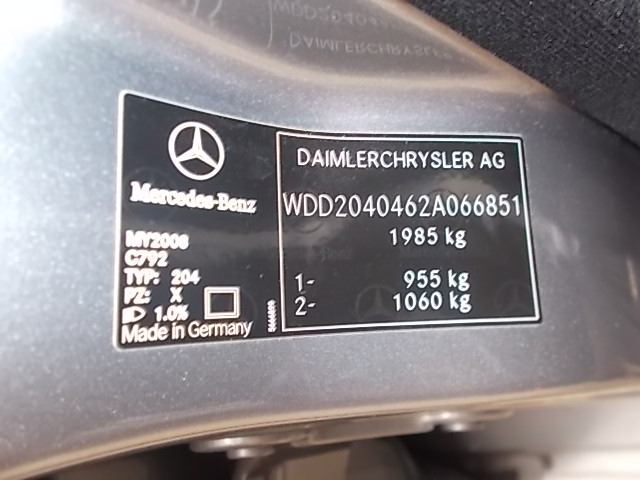 Mercedes-Benz
MY2008
C792
TYP: 204
PZ: X
1.0%
Made in Germany
DAIMLERCHRYSLER AG
WDD2040462A066851
1985 kg
1- 955 kg
2- 1060 kg